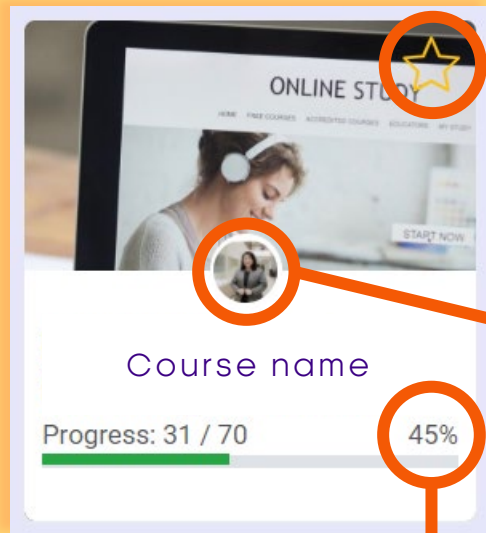 ONLINE STUDY
HOME FREE COURSES ACCREDITED COURSES EDUCATORS MY STUDY
START NOW
Course name
Progress: 31 / 70 45%